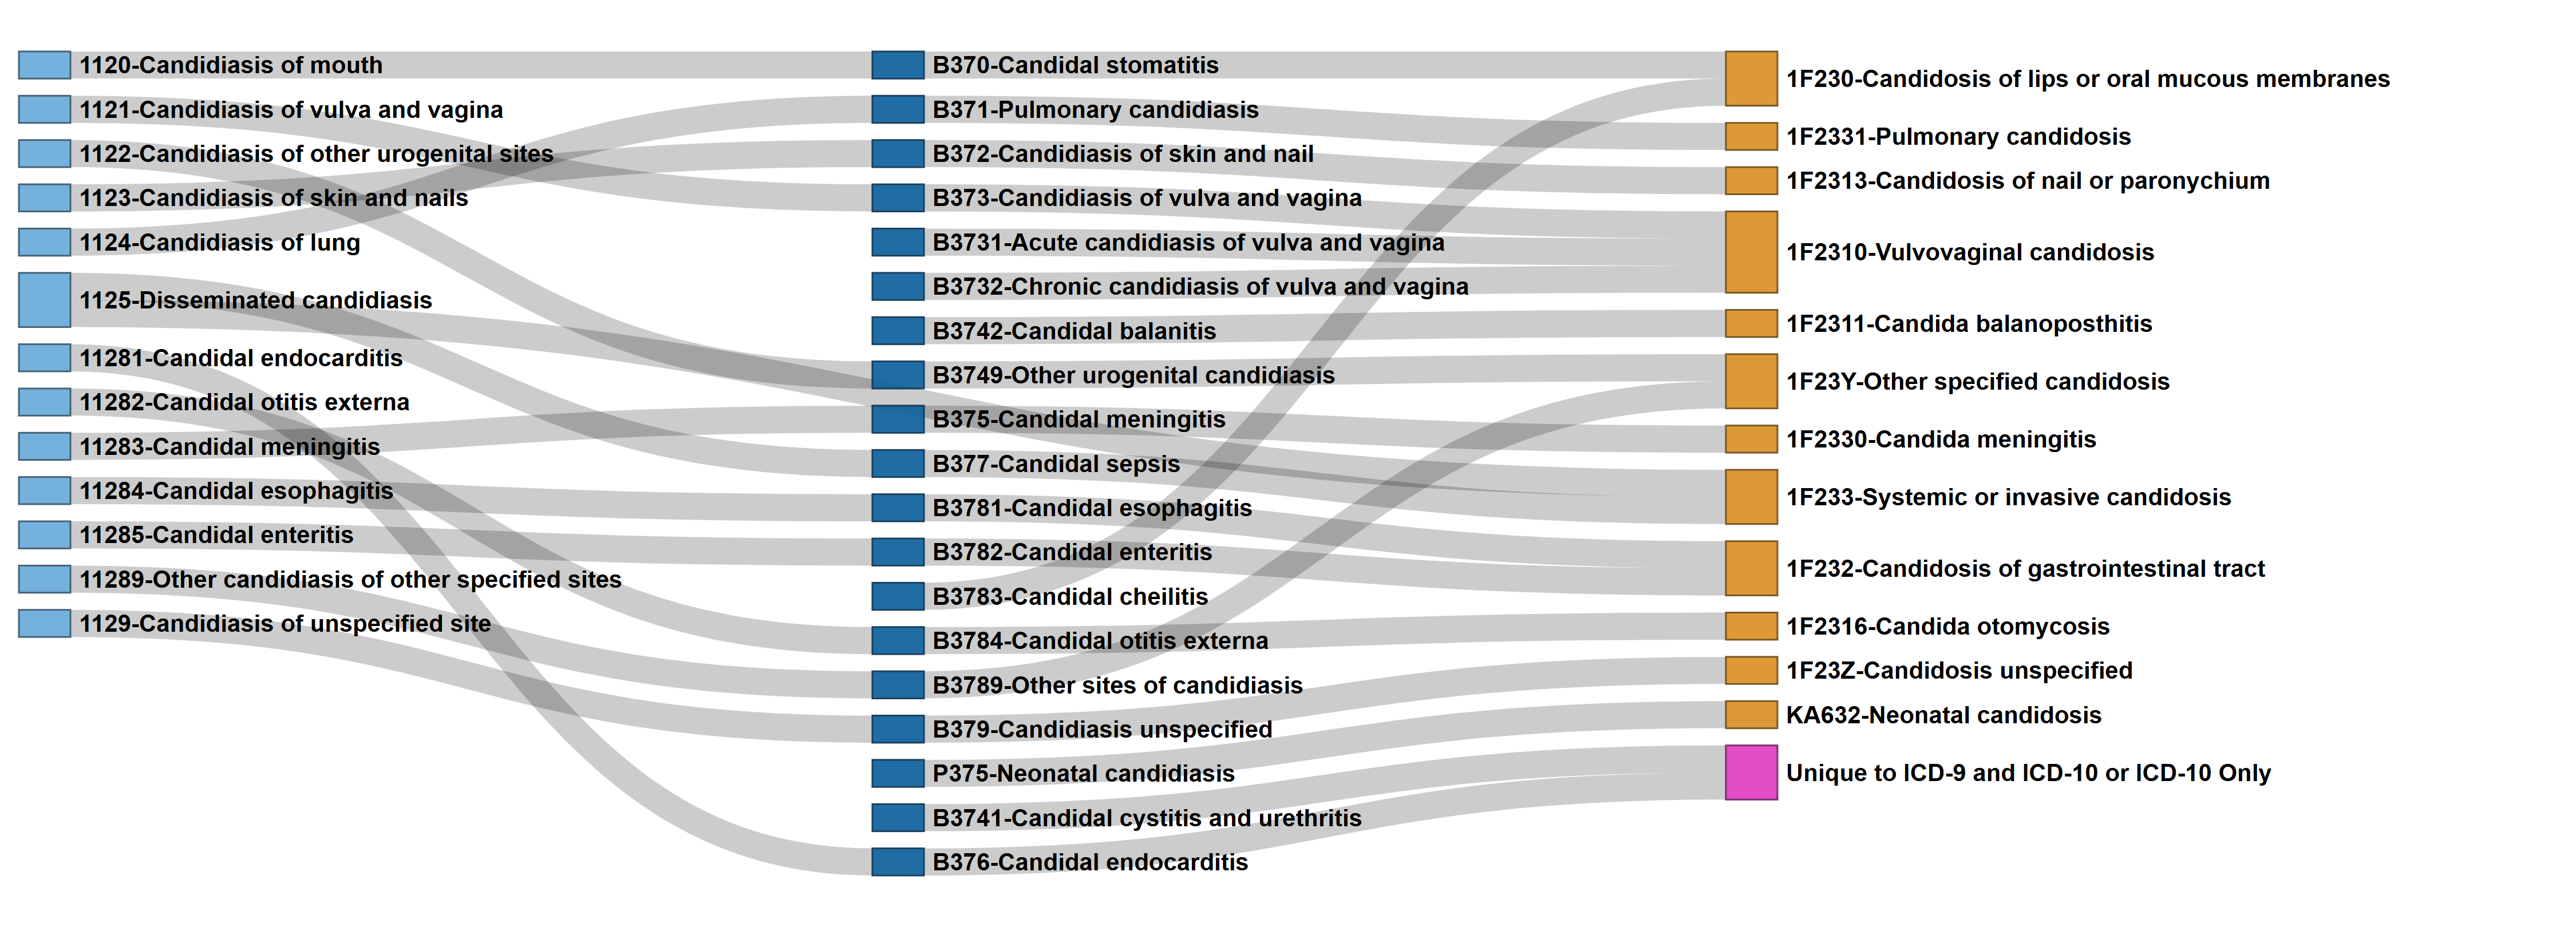 1120-Candidiasis of mouth
1121-Candidiasis of vulva and vagina
1122-Candidiasis of other urogenital sites
1123-Candidiasis of skin and nails
1124-Candidiasis of lung
1125-Disseminated candidiasis
11281-Candidal endocarditis
11282-Candidal otitis externa
11283-Candidal meningitis
11284-Candidal esophagitis
11285-Candidal enteritis
11289-Other candidiasis of other specified sites
1129-Candidiasis of unspecified site
B370-Candidal stomatitis
B371-Pulmonary candidiasis
B372-Candidiasis of skin and nail
B373-Candidiasis of vulva and vagina
B3731-Acute candidiasis of vulva and vagina
B3732-Chronic candidiasis of vulva and vagina
B3742-Candidal balanitis
B3749-Other urogenital candidiasis
B375-Candidal meningitis
B377-Candidal sepsis
B3781-Candidal esophagitis
B3782-Candidal enteritis
B3783-Candidal cheilitis
B3784-Candidal otitis externa
B3789-Other sites of candidiasis
B379-Candidiasis unspecified
P375-Neonatal candidiasis
B3741-Candidal cystitis and urethritis
B376-Candidal endocarditis
1F230-Candidosis of lips or oral mucous membranes
1F2331-Pulmonary candidosis
1F2313-Candidosis of nail or paronychium
1F2310-Vulvovaginal candidosis
1F2311-Candida balanoposthitis
1F23Y-Other specified candidosis
1F2330-Candida meningitis
1F233-Systemic or invasive candidosis
1F232-Candidosis of gastrointestinal tract
1F2316-Candida otomycosis
1F23Z-Candidosis unspecified
KA632-Neonatal candidosis
Unique to ICD-9 and ICD-10 or ICD-10 Only